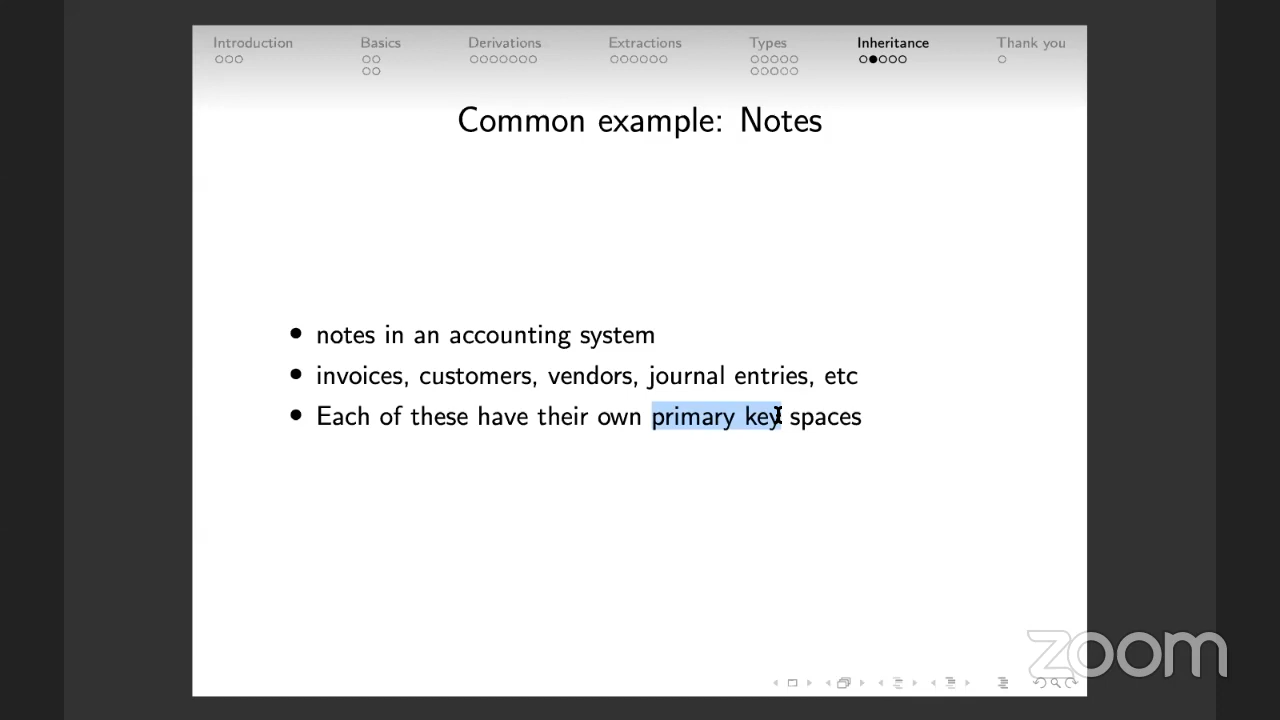 Introduction Basics Derivations Extractions Types Inheritance Thank you
Common example: Notes
notes in an accounting system
invoices, customers, vendors, journal entries, etc
Each of these have their own primary key spaces
zoom